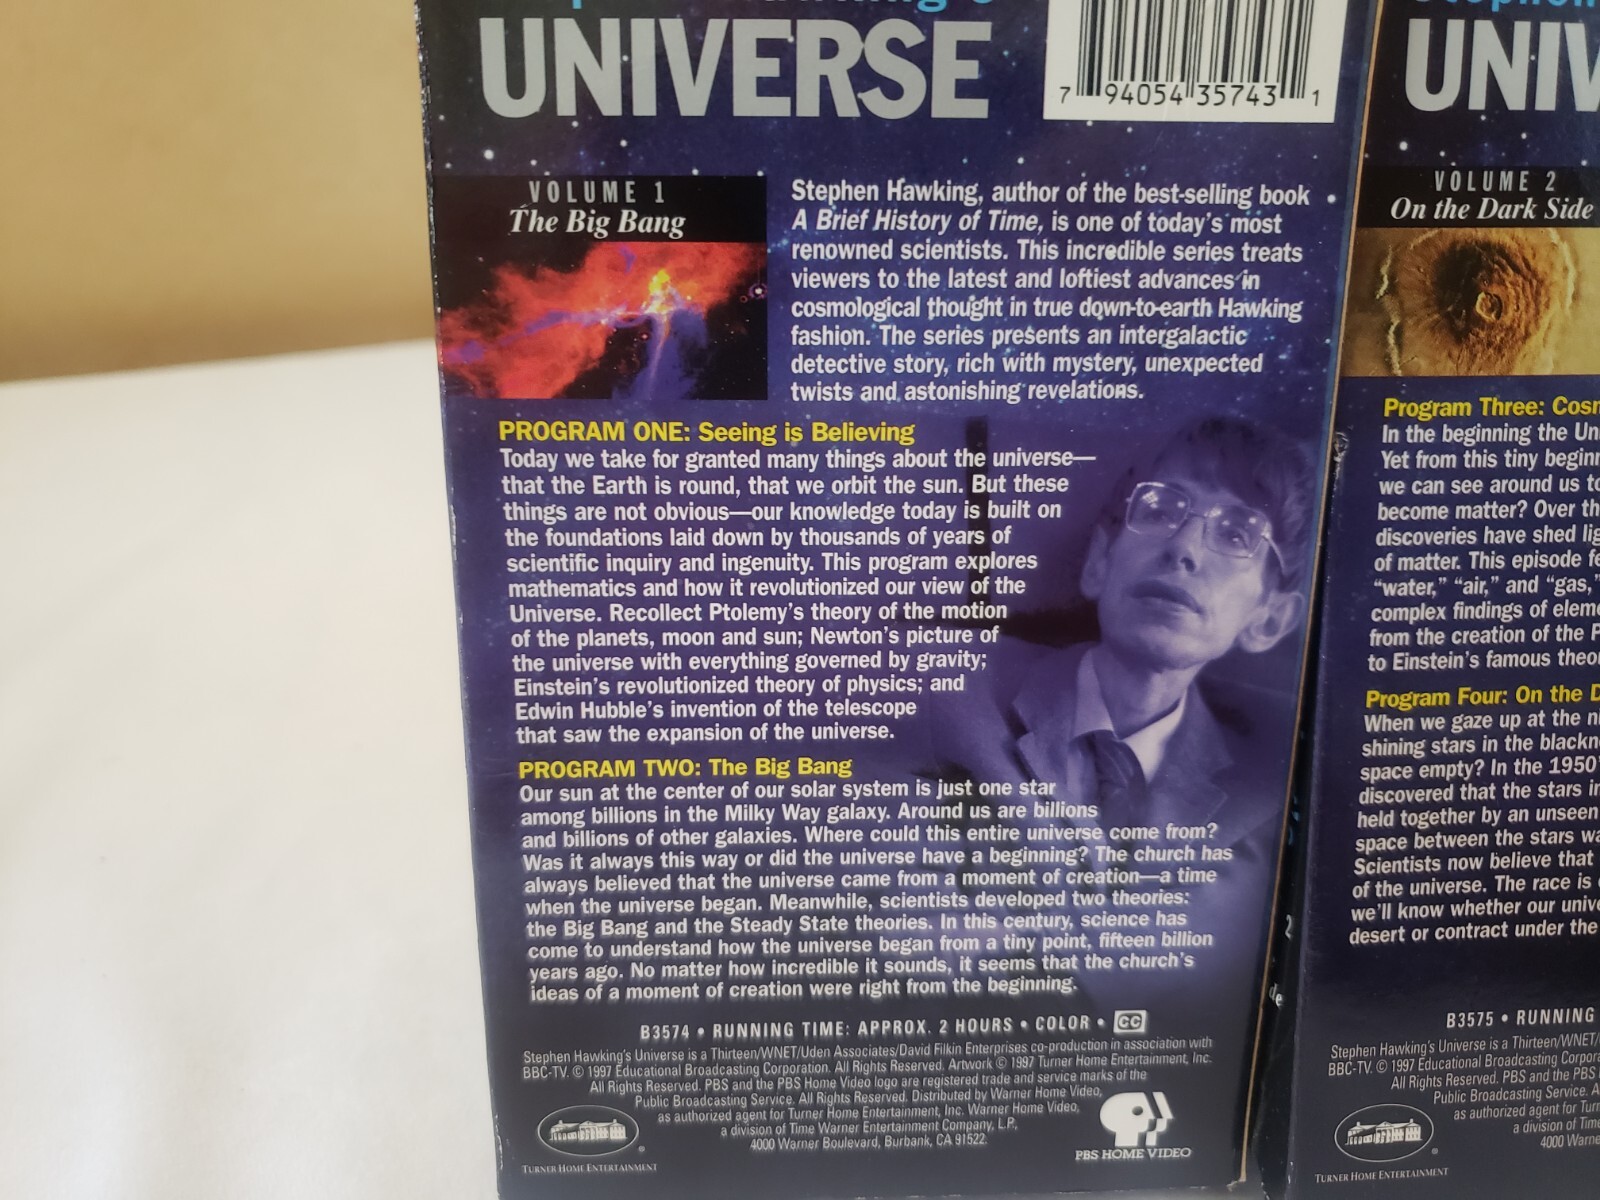 UNIVERSE
7 94054 35743 1
VOLUME 1
The Big Bang
Stephen Hawking, author of the best-selling book
A Brief History of Time, is one of today's most
renowned scientists. This incredible series treats
viewers to the latest and loftiest advances in
cosmological thought in true down-to-earth Hawking
fashion. The series presents an intergalactic
detective story, rich with mystery, unexpected
twists and astonishing revelations.
PROGRAM ONE: Seeing is Believing
Today we take for granted many things about the universe—
that the Earth is round, that we orbit the sun. But these
things are not obvious—our knowledge today is built on
the foundations laid down by thousands of years of
scientific inquiry and ingenuity. This program explores
mathematics and how it revolutionized our view of the
Universe. Recollect Ptolemy's theory of the motion
of the planets, moon and sun; Newton's picture of
the universe with everything governed by gravity;
Einstein's revolutionized theory of physics; and
Edwin Hubble's invention of the telescope
that saw the expansion of the universe.
PROGRAM TWO: The Big Bang
Our sun at the center of our solar system is just one star
among billions in the Milky Way galaxy. Around us are billions
and billions of other galaxies. Where could this entire universe come from?
Was it always this way or did the universe have a beginning? The church has
always believed that the universe came from a moment of creation—a time
when the universe began. Meanwhile, scientists developed two theories:
the Big Bang and the Steady State theories. In this century, science has
come to understand how the universe began from a tiny point, fifteen billion
years ago. No matter how incredible it sounds, it seems that the church's
ideas of a moment of creation were right from the beginning.
B3574 • RUNNING TIME: APPROX. 2 HOURS • COLOR • CC
Stephen Hawking's Universe is a Thirteen/WNET/Uden Associates/David Filkin Enterprises co-production in association with
BBC-TV. © 1997 Educational Broadcasting Corporation. All Rights Reserved. Artwork © 1997 Turner Home Entertainment, Inc.
All Rights Reserved. PBS and the PBS Home Video logo are registered trade and service marks of the
Public Broadcasting Service. All Rights Reserved. Distributed by Warner Home Video,
as authorized agent for Turner Home Entertainment, Inc. Warner Home Video,
a division of Time Warner Entertainment Company, L.P.
4000 Warner Boulevard, Burbank, CA 91522.
TURNER HOME ENTERTAINMENT
PBS HOME VIDEO
UNIV
VOLUME 2
On the Dark Side
Program Three: Cosm
In the beginning the Un
Yet from this tiny beginn
we can see around us to
become matter? Over th
discoveries have shed lig
of matter. This episode fe
"water," "air," and "gas,"
complex findings of eleme
from the creation of the P
to Einstein's famous theor
Program Four: On the D
When we gaze up at the ni
shining stars in the blackn
space empty? In the 1950'
discovered that the stars in
held together by an unseen
space between the stars wa
Scientists now believe that
of the universe. The race is
we'll know whether our unive
desert or contract under the
B3575 • RUNNING
Stephen Hawking's Universe is a Thirteen/WNET/
BBC-TV. © 1997 Educational Broadcasting Corpora
All Rights Reserved. PBS and the PBS
Public Broadcasting Service. A
as authorized agent for Turn
a division of Time
4000 Warne
TURNER HOME ENTERTAINMENT